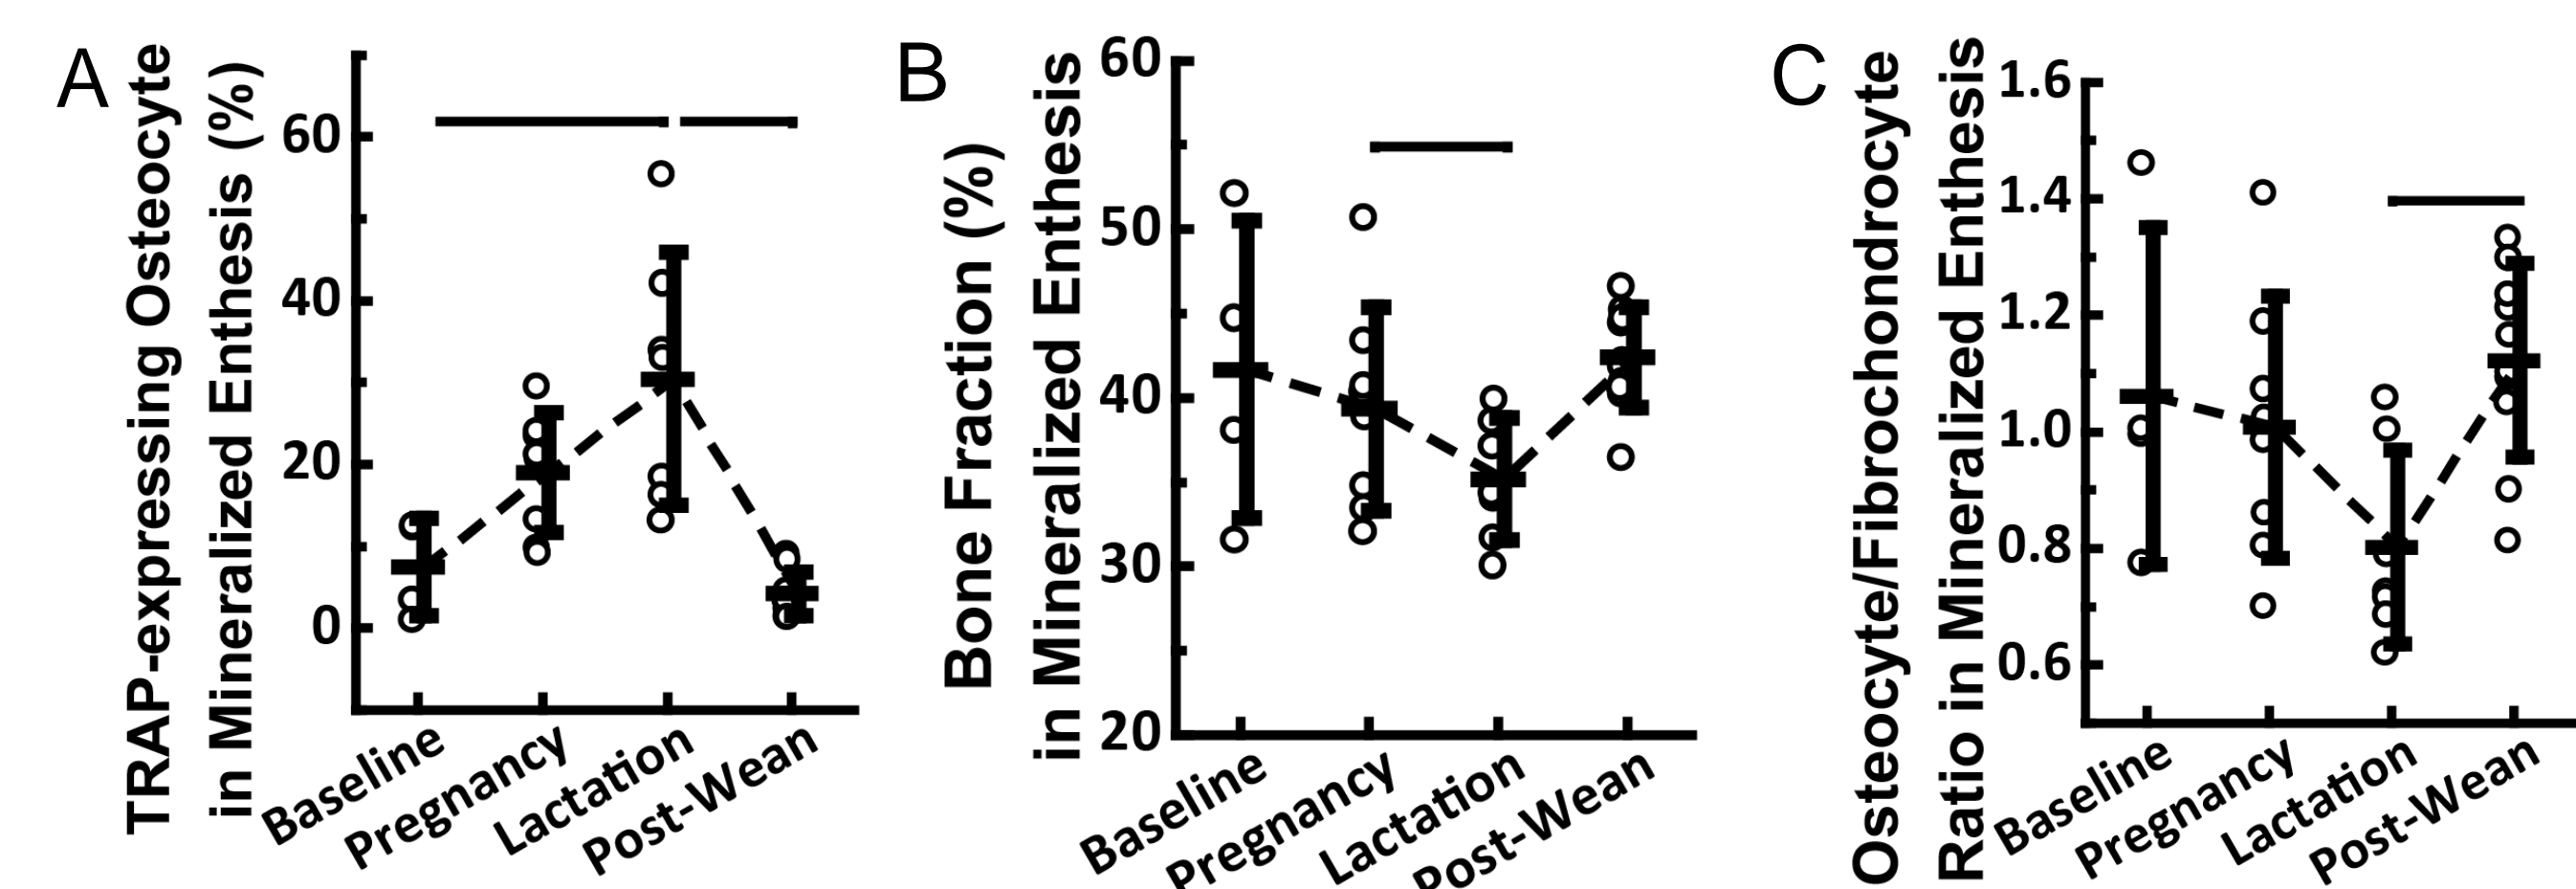 A
TRAP-expressing Osteocyte
in Mineralized Enthesis (%)
60
40
20
0
Baseline
Pregnancy
Lactation
Post-Wean
B
Bone Fraction (%)
in Mineralized Enthesis
60
50
40
30
20
Baseline
Pregnancy
Lactation
Post-Wean
C
Osteocyte/Fibrochondrocyte
Ratio in Mineralized Enthesis
1.6
1.4
1.2
1.0
0.8
0.6
Baseline
Pregnancy
Lactation
Post-Wean